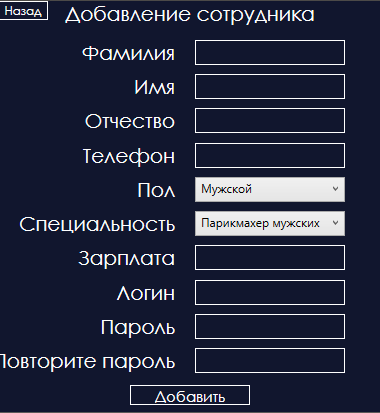 Назад
Добавление сотрудника
Фамилия
Имя
Отчество
Телефон
Пол Мужской
Специальность Парикмахер мужских
Зарплата
Логин
Пароль
Повторите пароль
Добавить